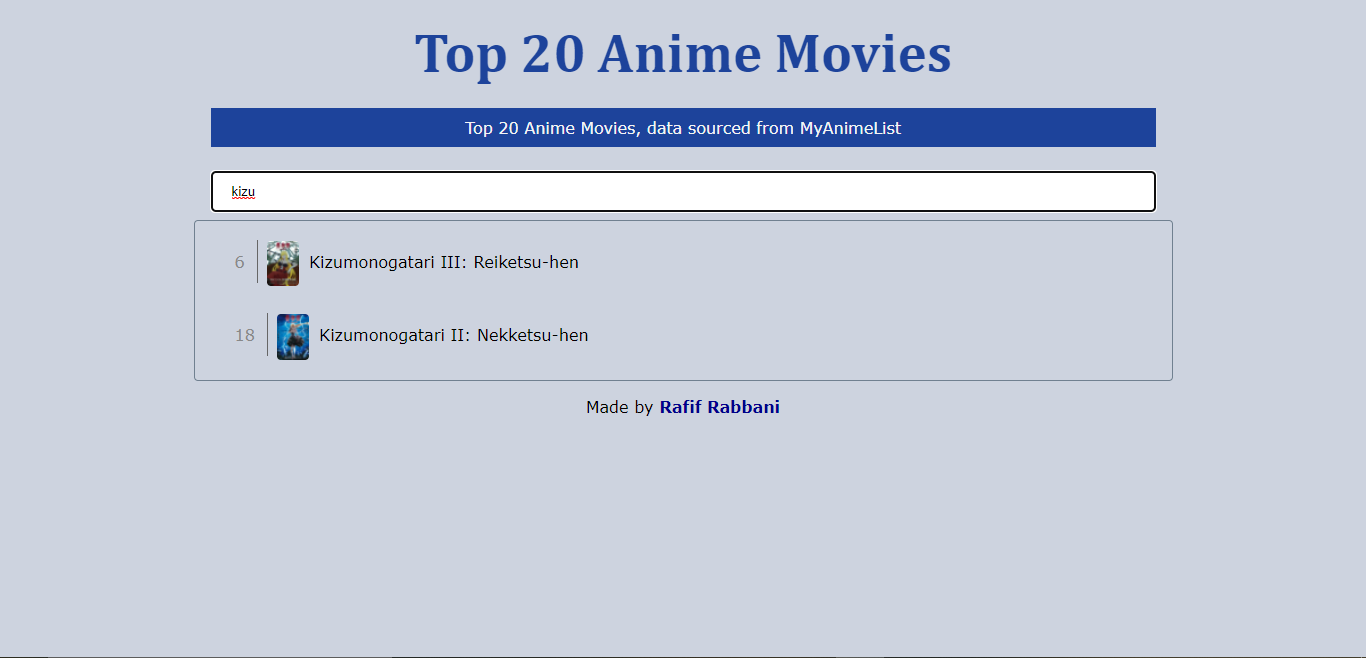 Top 20 Anime Movies
Top 20 Anime Movies, data sourced from MyAnimeList
kizu
6 Kizumonogatari III: Reiketsu-hen
18 Kizumonogatari II: Nekketsu-hen
Made by Rafif Rabbani